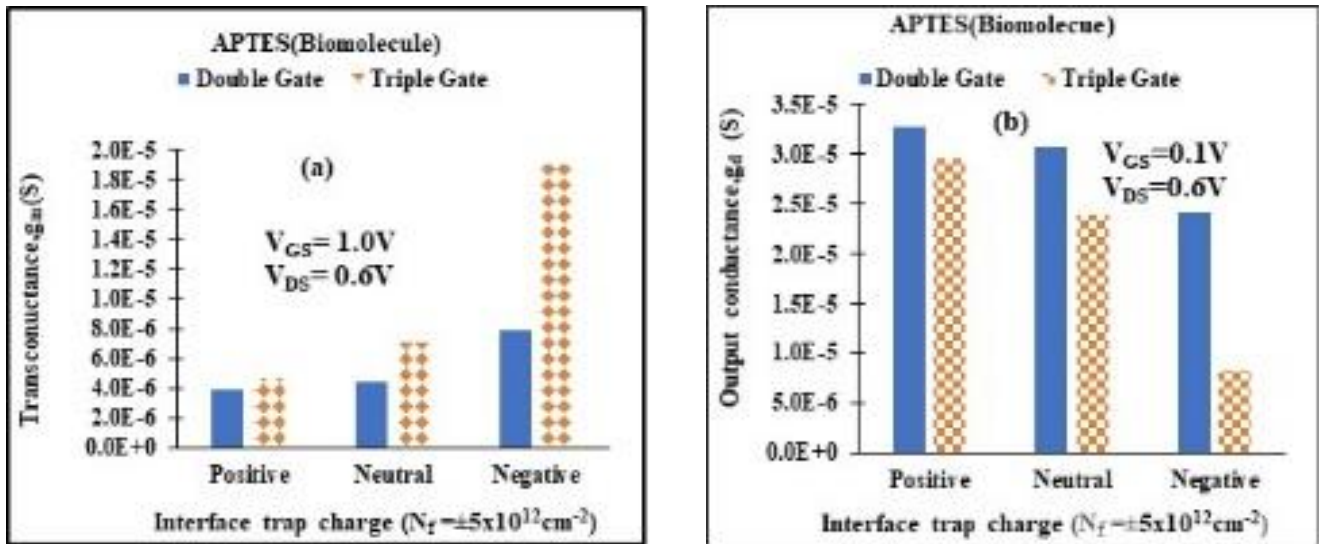 APTES(Biomolecule)
Double Gate Triple Gate
Transconuctance,gm(S)
2.0E-5
1.8E-5
1.6E-5
1.4E-5
1.2E-5
1.0E-5
8.0E-6
6.0E-6
4.0E-6
2.0E-6
0.0E+0
(a)
VGS= 1.0V
VDS= 0.6V
Positive Neutral Negative
Interface trap charge (Nf =±5x10¹²cm⁻²)
APTES(Biomolecue)
Double Gate Triple Gate
Output conductance,gd (S)
3.5E-5
3.0E-5
2.5E-5
2.0E-5
1.5E-5
1.0E-5
5.0E-6
0.0E+0
(b)
VGS=0.1V
VDS=0.6V
Positive Neutral Negative
Interface trap charge (Nf =±5x10¹²cm⁻²)